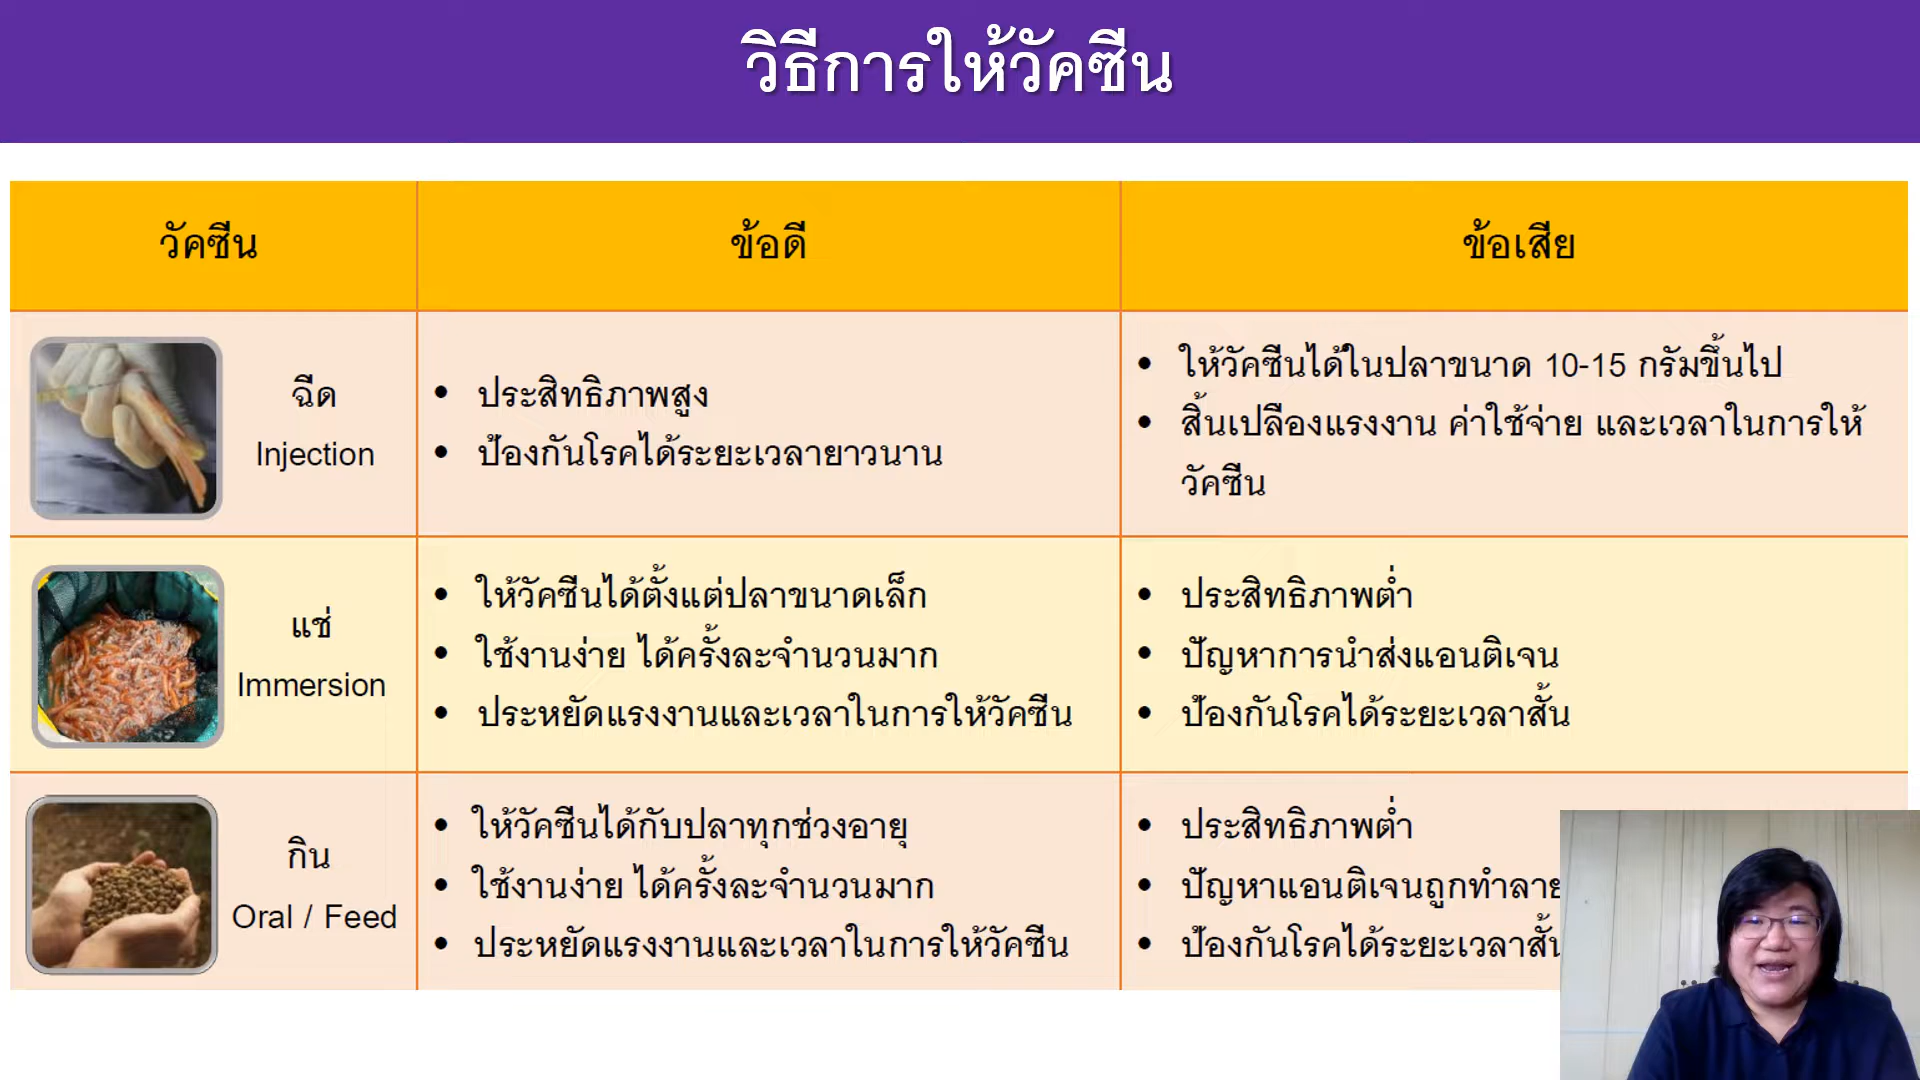 วิธีการให้วัคซีน
วัคซีน
ข้อดี
ข้อเสีย
ฉีด
Injection
• ประสิทธิภาพสูง
• ป้องกันโรคได้ระยะเวลายาวนาน
• ให้วัคซีนได้ในปลาขนาด 10-15 กรัมขึ้นไป
• สิ้นเปลืองแรงงาน ค่าใช้จ่าย และเวลาในการให้
วัคซีน
แช่
Immersion
• ให้วัคซีนได้ตั้งแต่ปลาขนาดเล็ก
• ใช้งานง่าย ได้ครั้งละจำนวนมาก
• ประหยัดแรงงานและเวลาในการให้วัคซีน
• ประสิทธิภาพต่ำ
• ปัญหาการนำส่งแอนติเจน
• ป้องกันโรคได้ระยะเวลาสั้น
กิน
Oral / Feed
• ให้วัคซีนได้กับปลาทุกช่วงอายุ
• ใช้งานง่าย ได้ครั้งละจำนวนมาก
• ประหยัดแรงงานและเวลาในการให้วัคซีน
• ประสิทธิภาพต่ำ
• ปัญหาแอนติเจนถูกทำลาย
• ป้องกันโรคได้ระยะเวลาสั้น